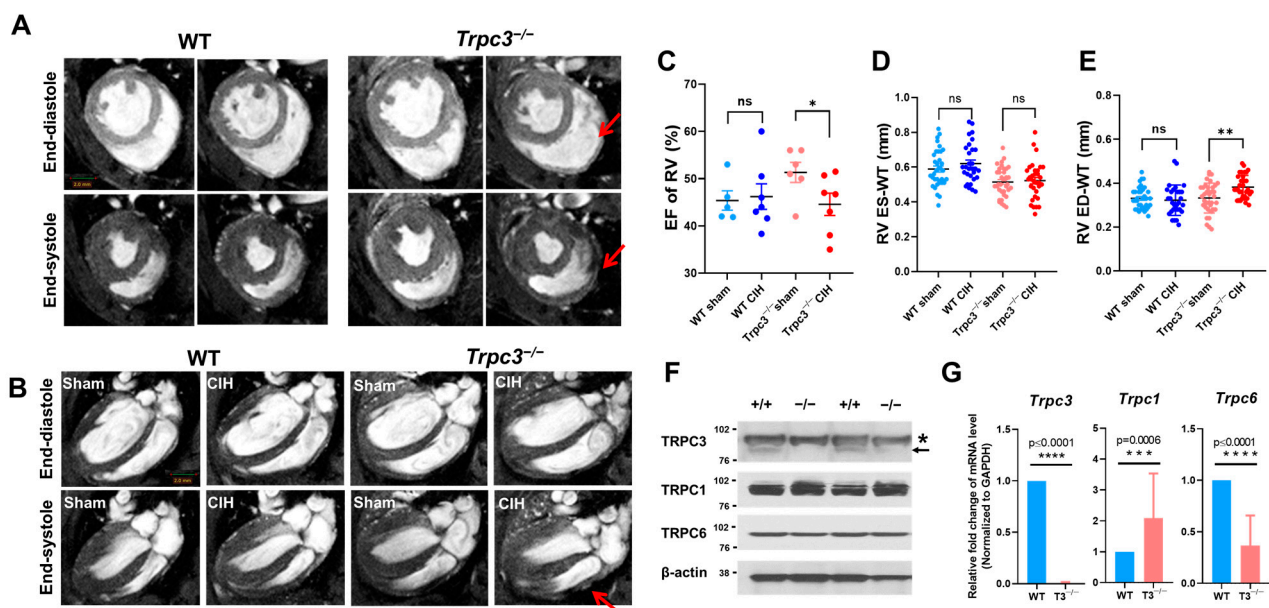 A
WT
Trpc3−/−
End-diastole
End-systole
2.0 mm
B
WT
Trpc3−/−
End-diastole
End-systole
Sham
CIH
Sham
CIH
2.0 mm
Sham
CIH
Sham
CIH
C
EF of RV (%)
70
60
50
40
30
ns
*
WT sham
WT CIH
Trpc3−/− sham
Trpc3−/− CIH
D
RV ES-WT (mm)
1.0
0.8
0.6
0.4
0.2
0.0
ns
ns
WT sham
WT CIH
Trpc3−/− sham
Trpc3−/− CIH
E
RV ED-WT (mm)
0.8
0.6
0.4
0.2
0.0
ns
**
WT sham
WT CIH
Trpc3−/− sham
Trpc3−/− CIH
F
+/+ −/− +/+ −/−
TRPC3
102
76
*
TRPC1
TRPC6
102
76
β-actin
38
G
Relative fold change of mRNA level
(Normalized to GAPDH)
Trpc3
p≤0.0001
****
1.5
1.0
0.5
0.0
WT T3−/−
Trpc1
p=0.0006
***
5
4
3
2
1
0
WT T3−/−
Trpc6
p≤0.0001
****
1.5
1.0
0.5
0.0
WT T3−/−